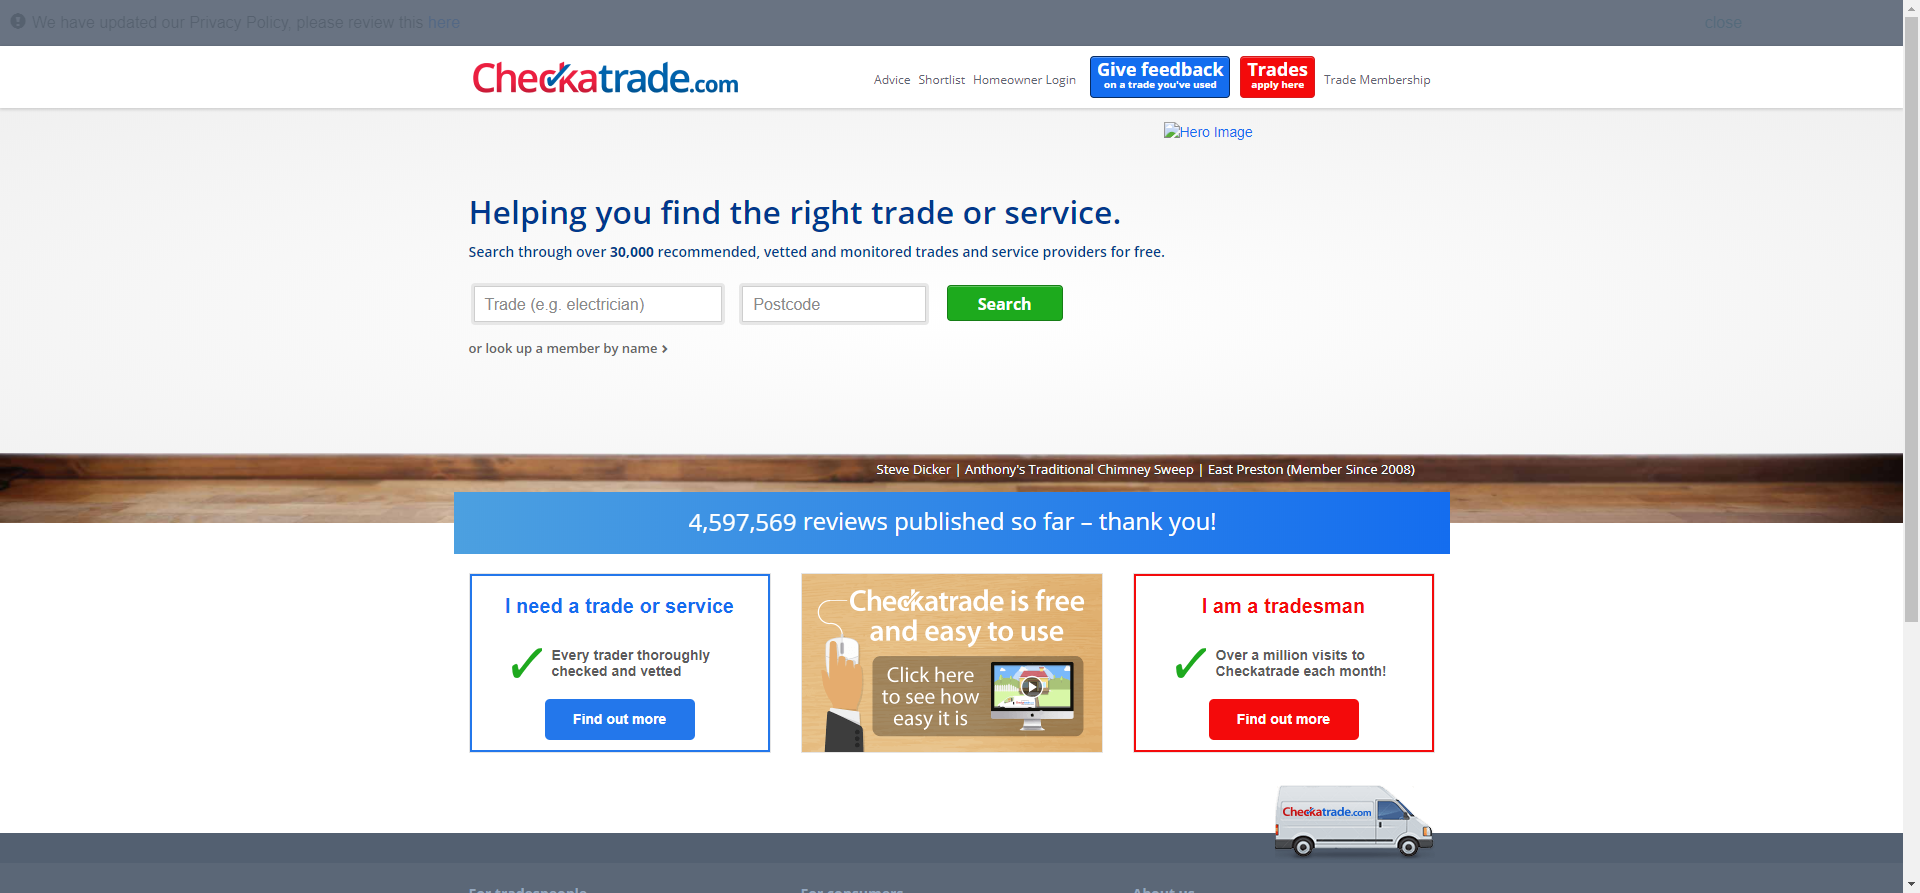 We have updated our Privacy Policy, please review this here
close
Checkatrade.com
Advice Shortlist Homeowner Login
Give feedback
on a trade you've used
Trades
apply here
Trade Membership
Hero Image
Helping you find the right trade or service.
Search through over 30,000 recommended, vetted and monitored trades and service providers for free.
Trade (e.g. electrician)
Postcode
Search
or look up a member by name
Steve Dicker | Anthony's Traditional Chimney Sweep | East Preston (Member Since 2008)
4,597,569 reviews published so far – thank you!
I need a trade or service
Every trader thoroughly
checked and vetted
Find out more
Checkatrade is free
and easy to use
Click here
to see how
easy it is
I am a tradesman
Over a million visits to
Checkatrade each month!
Find out more
Checkatrade.com
For tradespeople
For consumers
About us